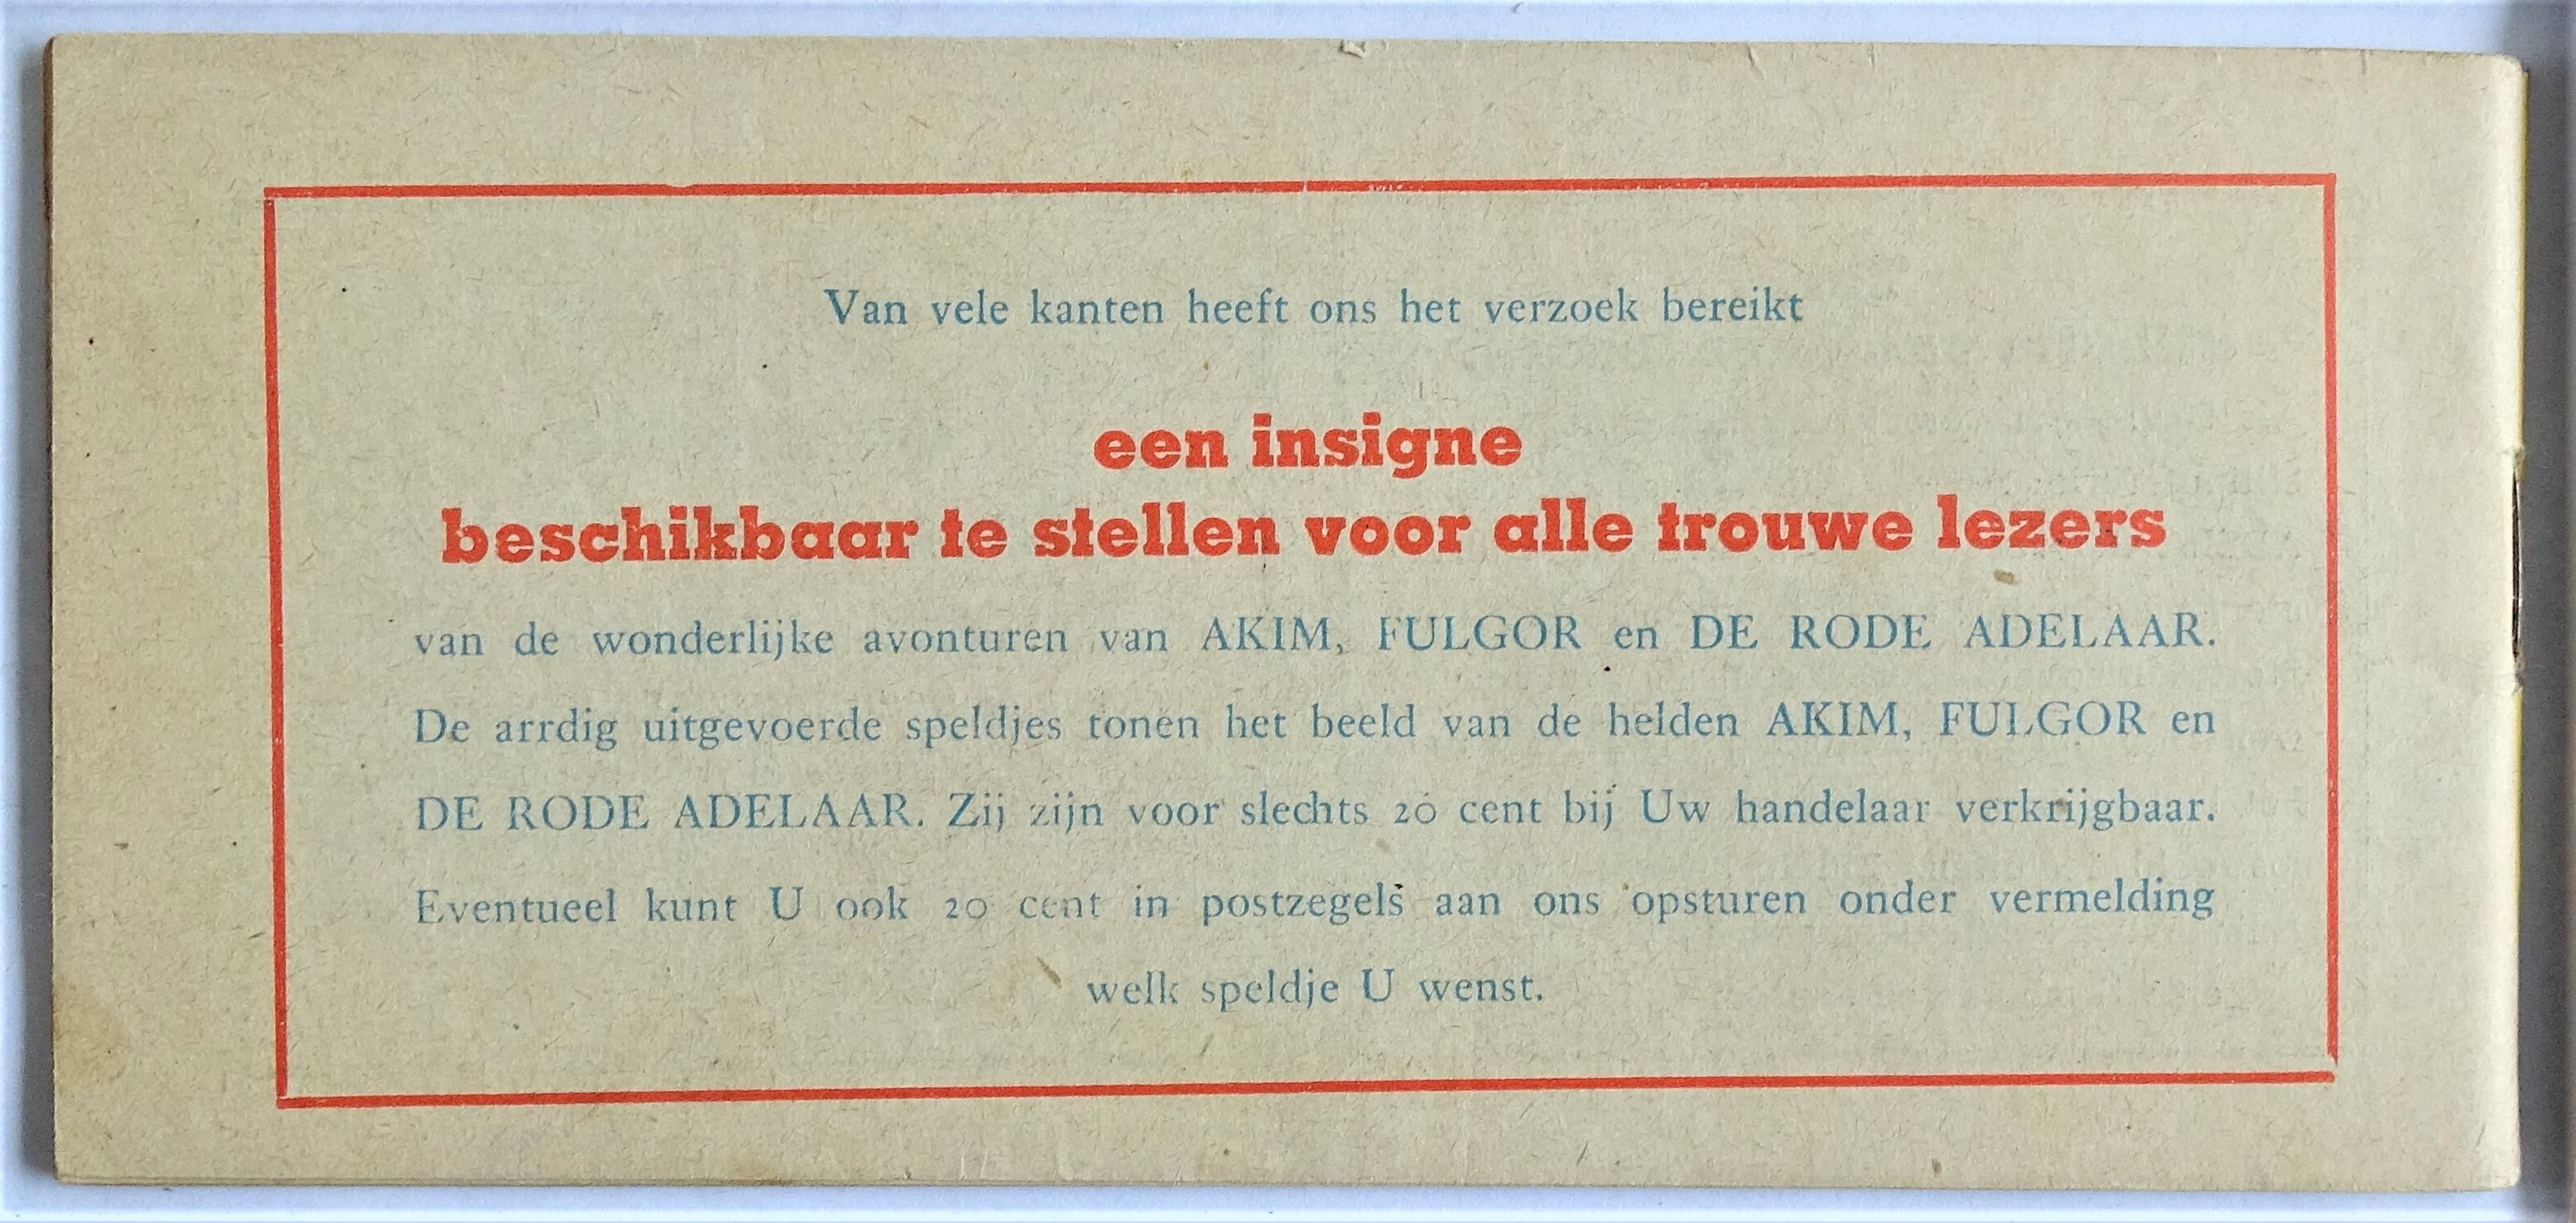 Van vele kanten heeft ons het verzoek bereikt
een insigne
beschikbaar te stellen voor alle trouwe lezers
van de wonderlijke avonturen van AKIM, FULGOR en DE RODE ADELAAR.
De arrdig uitgevoerde speldjes tonen het beeld van de helden AKIM, FULGOR en
DE RODE ADELAAR. Zij zijn voor slechts 20 cent bij Uw handelaar verkrijgbaar.
Eventueel kunt U ook 20 cent in postzegels aan ons opsturen onder vermelding
welk speldje U wenst.